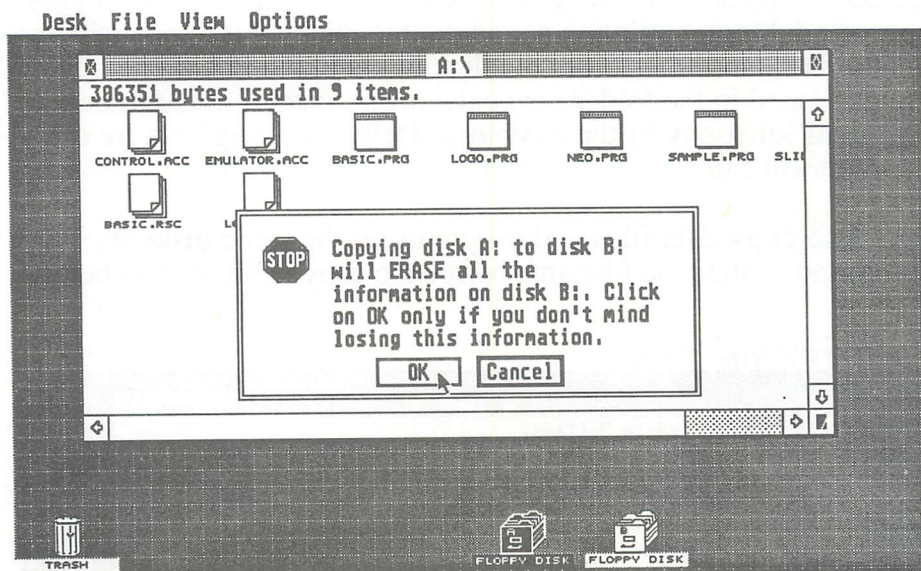 Desk File View Options
A:\
306351 bytes used in 9 items.
CONTROL.ACC EMULATOR.ACC BASIC.PRG LOGO.PRG NEO.PRG SAMPLE.PRG SLI
BASIC.RSC L
STOP
Copying disk A: to disk B:
will ERASE all the
information on disk B:. Click
on OK only if you don't mind
losing this information.
OK Cancel
TRASH FLOPPY DISK FLOPPY DISK